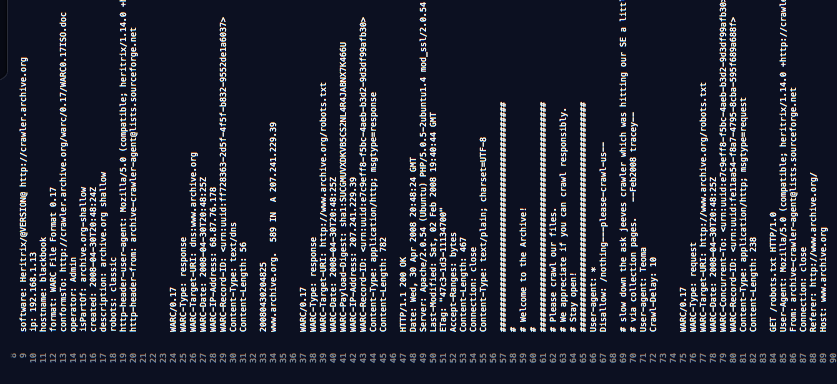 9 software: Heritrix/@VERSION@ http://crawler.archive.org
10 ip: 192.168.1.13
11 hostname: blackbook
12 format: WARC File Format 0.17
13 conformsTo: http://crawler.archive.org/warc/0.17/WARC0.17ISO.doc
14 operator: Admin
15 isPartOf: archive.org-shallow
16 created: 2008-04-30T20:48:24Z
17 description: archive.org shallow
18 robots: classic
19 http-header-user-agent: Mozilla/5.0 (compatible; heritrix/1.14.0
20 http-header-from: archive-crawler-agent@lists.sourceforge.net
21
22
23
24 WARC/0.17
25 WARC-Type: response
26 WARC-Target-URI: dns:www.archive.org
27 WARC-Date: 2008-04-30T20:48:25Z
28 WARC-IP-Address: 68.87.76.178
29 WARC-Record-ID: <urn:uuid:
30 Content-Type: text/dns
31 Content-Length: 56
32
33 20080430204825
34 www.archive.org. 589 IN A 207.241.229.39
35
36
37 WARC/0.17
38 WARC-Type: response
39 WARC-Target-URI: http://www.archive.org/robots.txt
40 WARC-Date: 2008-04-30T20:48:25Z
41 WARC-Payload-Digest:
42 WARC-IP-Address: 207.241.229.39
43 WARC-Record-ID: <urn:uuid:e7c9eff8-f5bc-4aeb-b3d2-9d3df99afb30>
44 Content-Type: application/http; msgtype=response
45 Content-Length: 782
46
47 HTTP/1.1 200 OK
48 Date: Wed, 30 Apr 2008 20:48:24 GMT
49 Server: Apache/2.0.54 (Ubuntu) PHP/5.0.5-2ubuntu1.4 mod_ssl/2.0.54
50 Last-Modified: Sat, 02 Feb 2008 19:40:44 GMT
51 ETag: "47c3-1d3-11134700"
52 Accept-Ranges: bytes
53 Content-Length: 467
54 Connection: close
55 Content-Type: text/plain; charset=UTF-8
56
57 ##############################################
58 #
59 # Welcome to the Archive!
60 #
61 ##############################################
62 # Please crawl our files.
63 # We appreciate if you can crawl responsibly.
64 # Stay open!
65 ##############################################
66 User-agent: *
67 Disallow: /nothing---please-crawl-us--
68
69 # slow down the ask jeeves crawler which was hitting our SE a litt
70 # via collection pages. --Feb2008 tracey--
71 User-agent: Teoma
72 Crawl-Delay: 10
73
74
75 WARC/0.17
76 WARC-Type: request
77 WARC-Target-URI: http://www.archive.org/robots.txt
78 WARC-Date: 2008-04-30T20:48:25Z
79 WARC-Concurrent-To: <urn:uuid:e7c9eff8-f5bc-4aeb-b3d2-9d3df99afb30
80 WARC-Record-ID: <urn:uuid:
81 Content-Type: application/http; msgtype=request
82 Content-Length: 238
83
84 GET /robots.txt HTTP/1.0
85 User-Agent: Mozilla/5.0 (compatible; heritrix/1.14.0 +http://crawl
86 From: archive-crawler-agent@lists.sourceforge.net
87 Connection: close
88 Referer: http://www.archive.org/
89 Host: www.archive.org
90